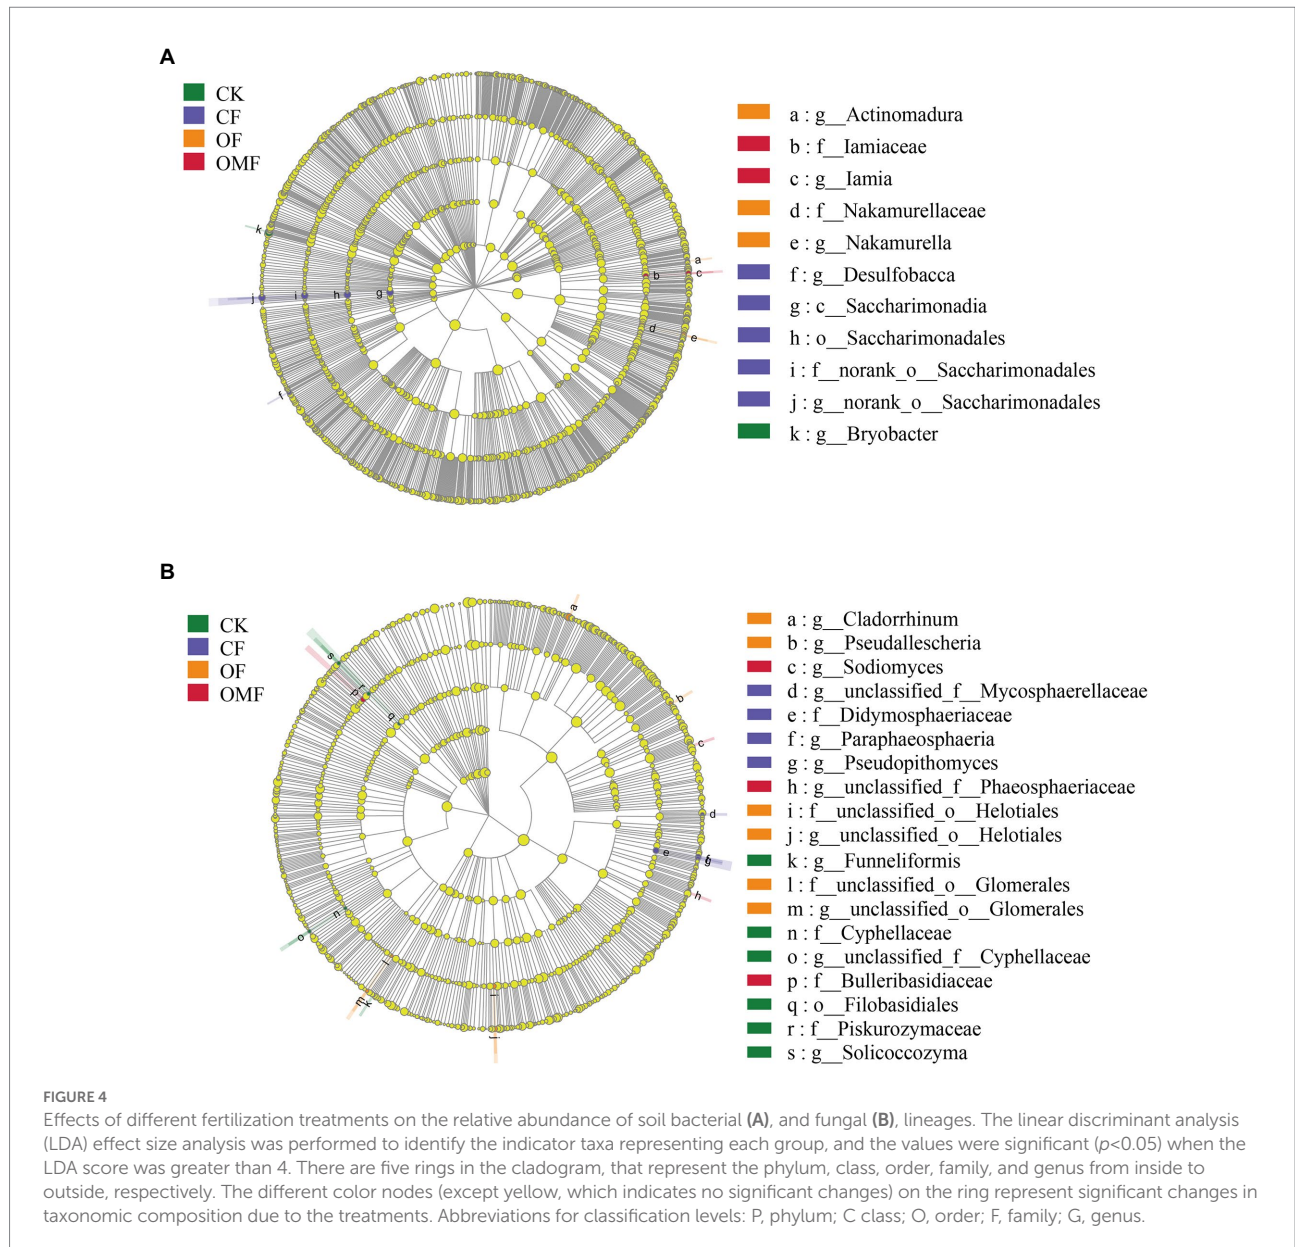 A
CK
CF
OF
OMF
a : g__Actinomadura
b : f__Iamiaceae
c : g__Iamia
d : f__Nakamurellaceae
e : g__Nakamurella
f : g__Desulfobacca
g : c__Saccharimonadia
h : o__Saccharimonadales
i : f__norank_o__Saccharimonadales
j : g__norank_o__Saccharimonadales
k : g__Bryobacter
k
a
b c
j i h g
d
e
f
B
CK
CF
OF
OMF
a : g__Cladorrhinum
b : g__Pseudallescheria
c : g__Sodiomyces
d : g__unclassified_f__Mycosphaerellaceae
e : f__Didymosphaeriaceae
f : g__Paraphaeosphaeria
g : g__Pseudopithomyces
h : g__unclassified_f__Phaeosphaeriaceae
i : f__unclassified_o__Helotiales
j : g__unclassified_o__Helotiales
k : g__Funneliformis
l : f__unclassified_o__Glomerales
m : g__unclassified_o__Glomerales
n : f__Cyphellaceae
o : g__unclassified_f__Cyphellaceae
p : f__Bulleribasidiaceae
q : o__Filobasidiales
r : f__Piskurozymaceae
s : g__Solicoccozyma
a
s
r
p
b
q
c
d
e
f
g
h
n
o
l
i
m
k
j
FIGURE 4
Effects of different fertilization treatments on the relative abundance of soil bacterial (A), and fungal (B), lineages. The linear discriminant analysis
(LDA) effect size analysis was performed to identify the indicator taxa representing each group, and the values were significant (p<0.05) when the
LDA score was greater than 4. There are five rings in the cladogram, that represent the phylum, class, order, family, and genus from inside to
outside, respectively. The different color nodes (except yellow, which indicates no significant changes) on the ring represent significant changes in
taxonomic composition due to the treatments. Abbreviations for classification levels: P, phylum; C class; O, order; F, family; G, genus.